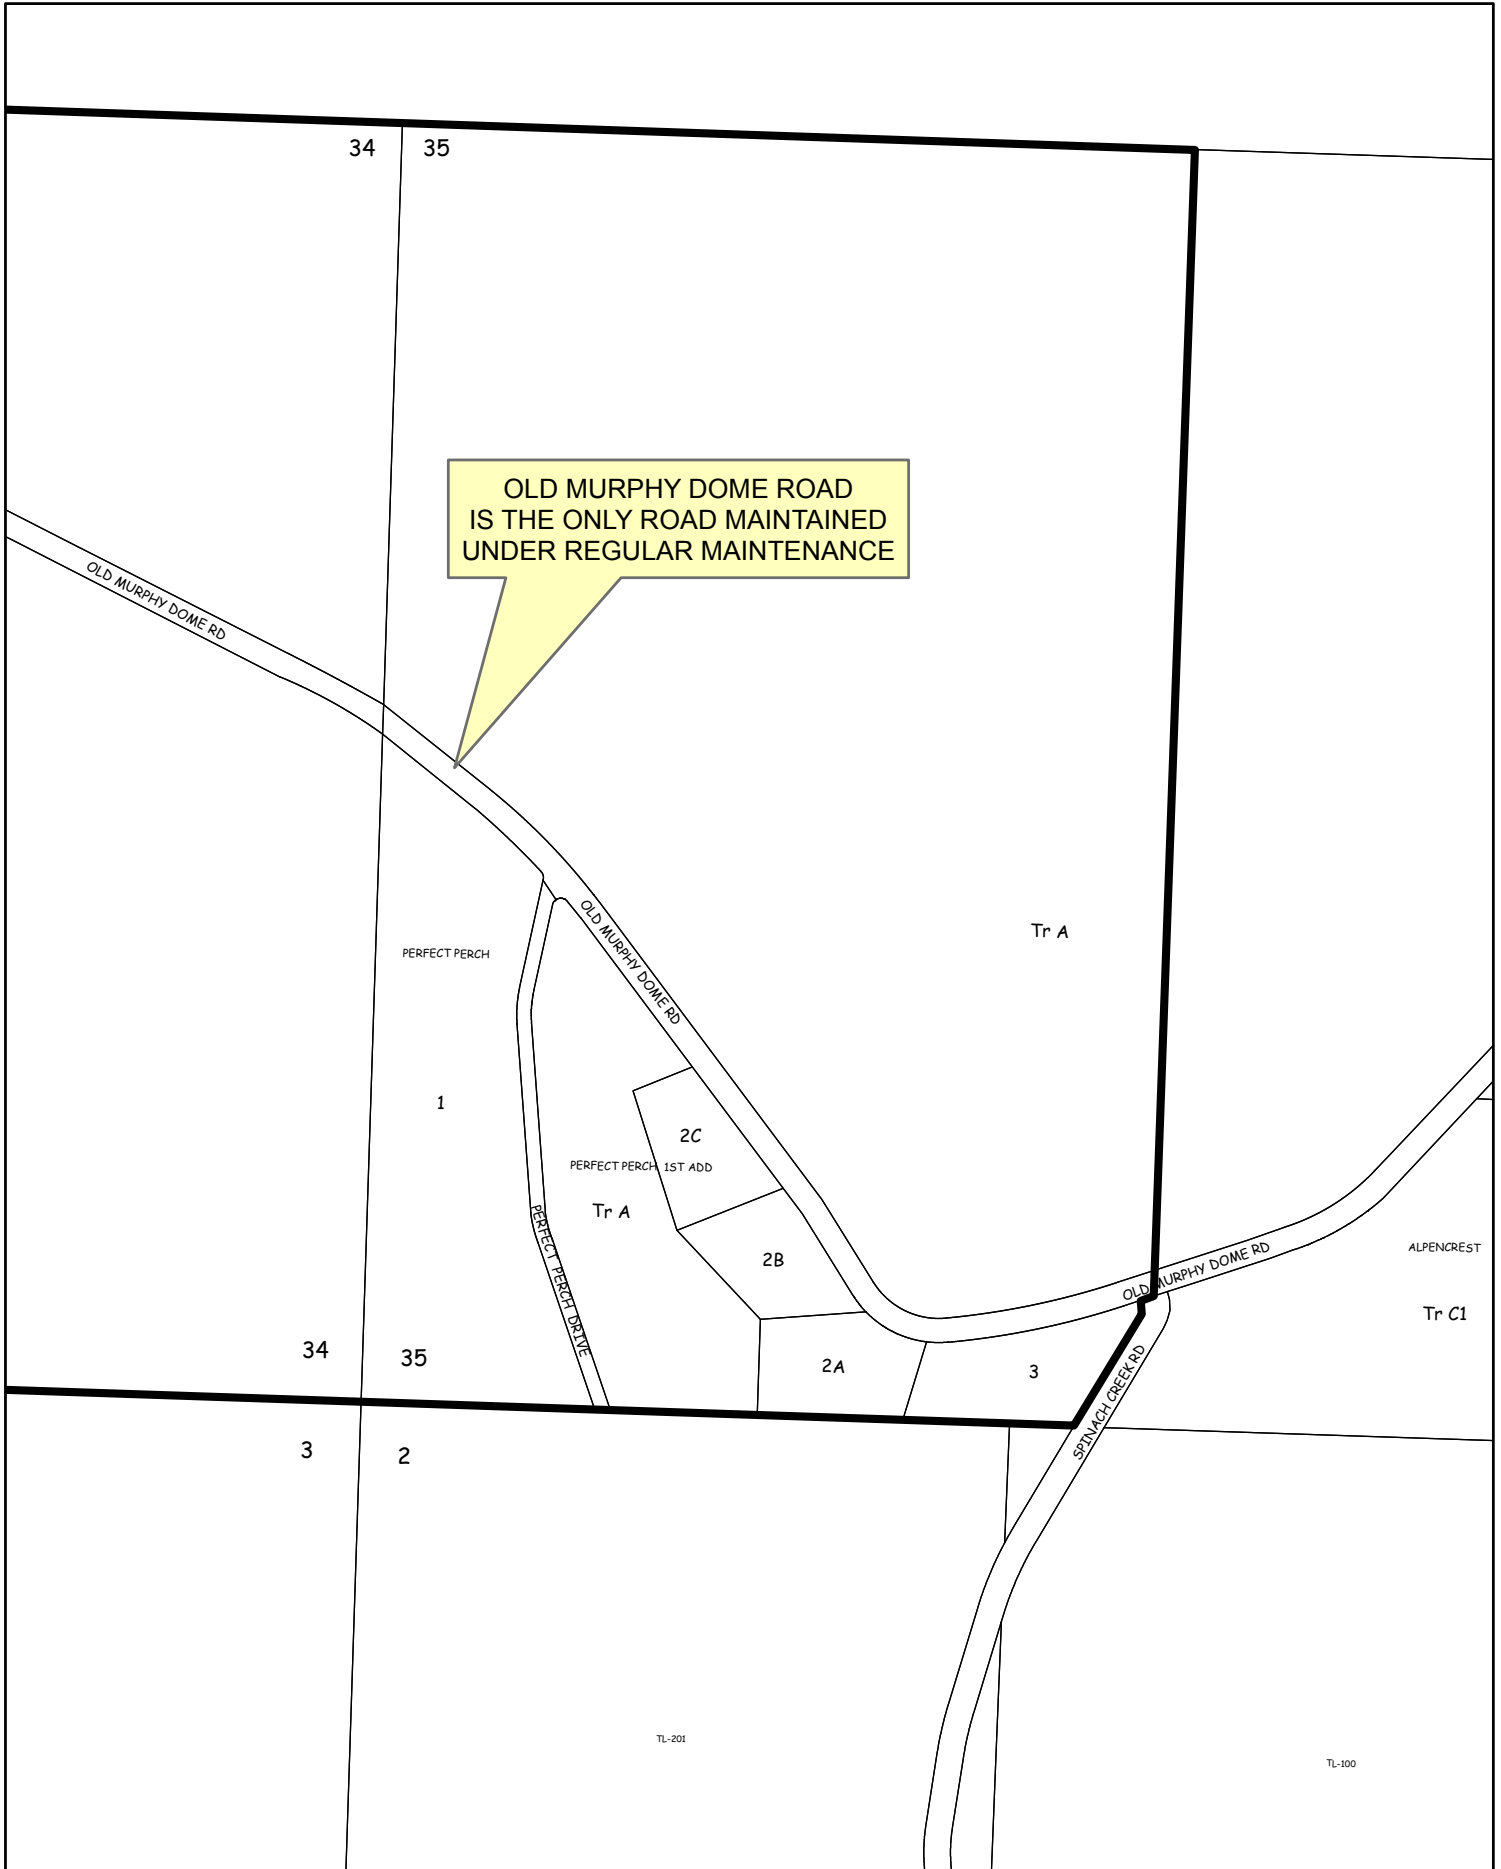 34
35
OLD MURPHY DOME ROAD
IS THE ONLY ROAD MAINTAINED
UNDER REGULAR MAINTENANCE
OLD MURPHY DOME RD
OLD MURPHY DOME RD
Tr A
PERFECT PERCH
1
2C
PERFECT PERCH 1ST ADD
Tr A
PERFECT PERCH DRIVE
2B
OLD MURPHY DOME RD
ALPENCREST
Tr C1
34
35
2A
3
SPINACH CREEK RD
3
2
TL-201
TL-100